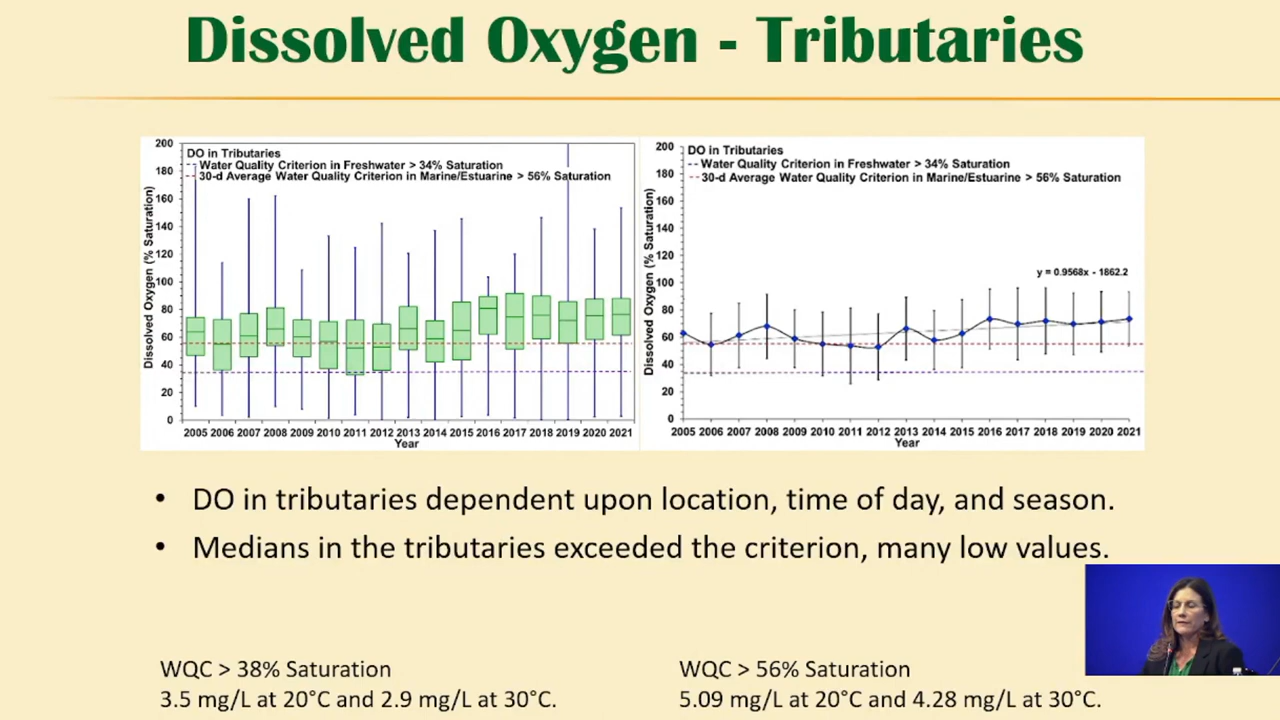 Dissolved Oxygen - Tributaries
DO in Tributaries
Water Quality Criterion in Freshwater > 34% Saturation
30-d Average Water Quality Criterion in Marine/Estuarine > 56% Saturation
Dissolved Oxygen (% Saturation)
200
180
160
140
120
100
80
60
40
20
0
2005 2006 2007 2008 2009 2010 2011 2012 2013 2014 2015 2016 2017 2018 2019 2020 2021
Year
DO in Tributaries
Water Quality Criterion in Freshwater > 34% Saturation
30-d Average Water Quality Criterion in Marine/Estuarine > 56% Saturation
Dissolved Oxygen (% Saturation)
200
180
160
140
120
100
80
60
40
20
0
y = 0.9568x - 1862.2
2005 2006 2007 2008 2009 2010 2011 2012 2013 2014 2015 2016 2017 2018 2019 2020 2021
Year
• DO in tributaries dependent upon location, time of day, and season.
• Medians in the tributaries exceeded the criterion, many low values.
WQC > 38% Saturation
3.5 mg/L at 20°C and 2.9 mg/L at 30°C.
WQC > 56% Saturation
5.09 mg/L at 20°C and 4.28 mg/L at 30°C.